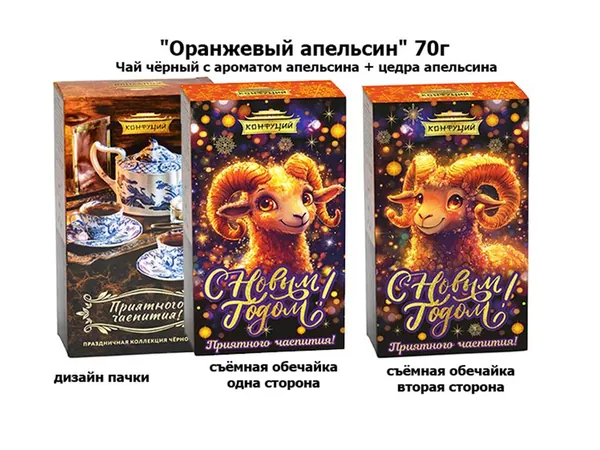 "Оранжевый апельсин" 70г
Чай чёрный с ароматом апельсина + цедра апельсина
КОНФУЦИЙ
Приятного
чаепития!
ПРАЗДНИЧНАЯ КОЛЛЕКЦИЯ ЧЁРНО
КОНФУЦИЙ
С Новым
Годом!
Приятного чаепития!
КОНФУЦИЙ
С Новым
Годом!
Приятного чаепития!
дизайн пачки
съёмная обечайка
одна сторона
съёмная обечайка
вторая сторона